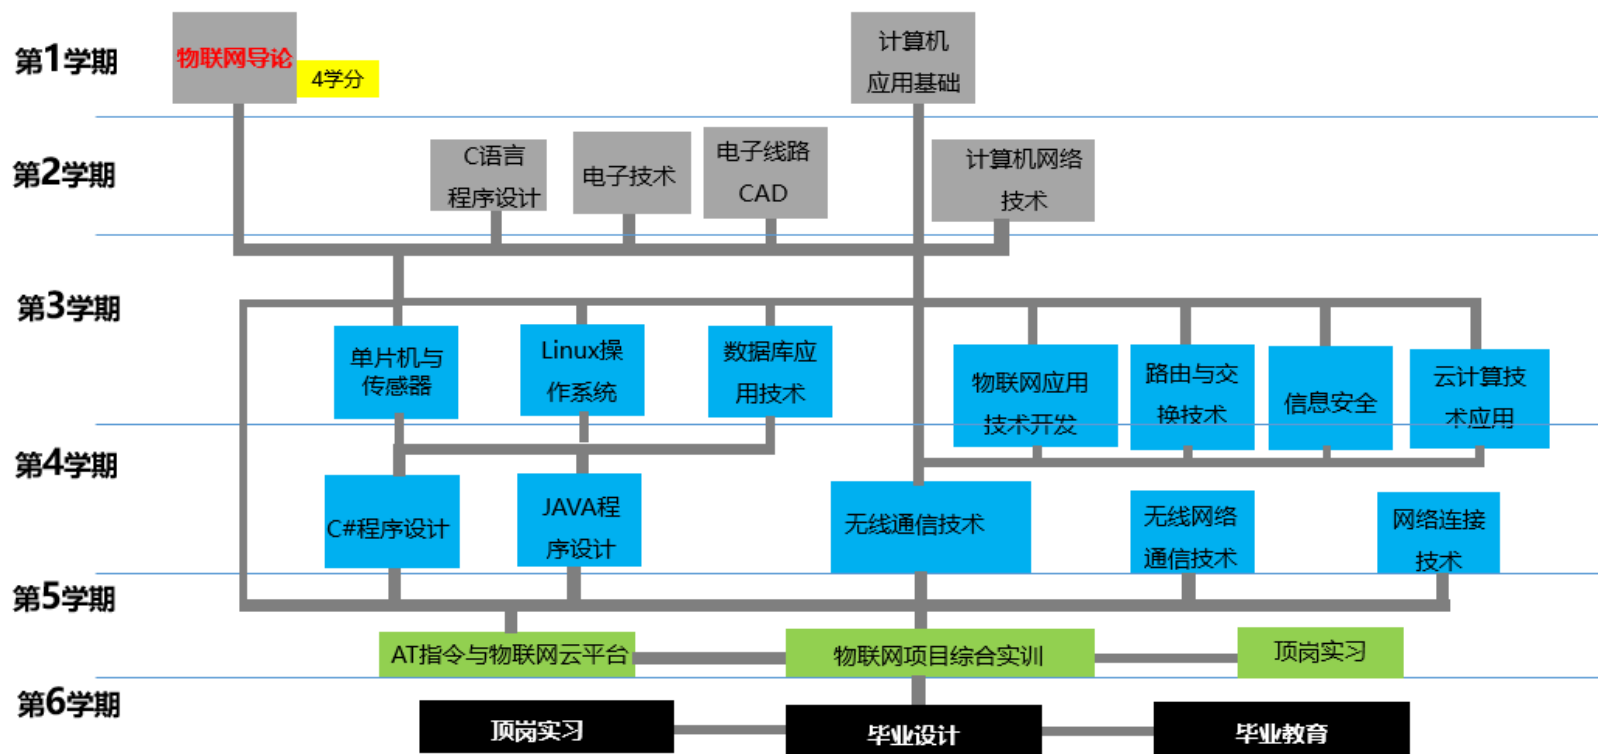 第1学期
物联网导论
4学分
计算机
应用基础
第2学期
C语言
程序设计
电子技术
电子线路
CAD
计算机网络
技术
第3学期
单片机与
传感器
Linux操
作系统
数据库应
用技术
物联网应用
技术开发
路由与交
换技术
信息安全
云计算技
术应用
第4学期
C#程序设计
JAVA程
序设计
无线通信技术
无线网络
通信技术
网络连接
技术
第5学期
AT指令与物联网云平台
物联网项目综合实训
顶岗实习
第6学期
顶岗实习
毕业设计
毕业教育